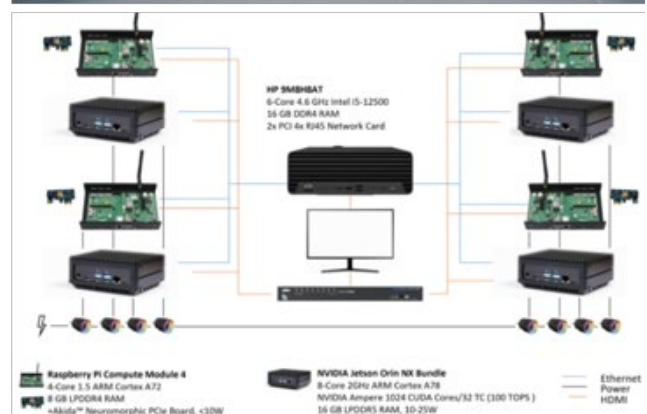 HP 9M8H8AT
6-Core 4.6 GHz Intel i5-12500
16 GB DDR4 RAM
2x PCI 4x RJ45 Network Card
Raspberry Pi Compute Module 4
4-Core 1.5 ARM Cortex A72
8 GB LPDDR4 RAM
+Akida™ Neuromorphic PCIe Board, <10W
NVIDIA Jetson Orin NX Bundle
8-Core 2GHz ARM Cortex A78
NVIDIA Ampere 1024 CUDA Cores/32 TC (100 TOPS)
16 GB LPDDR5 RAM, 10-25W
Ethernet
Power
HDMI